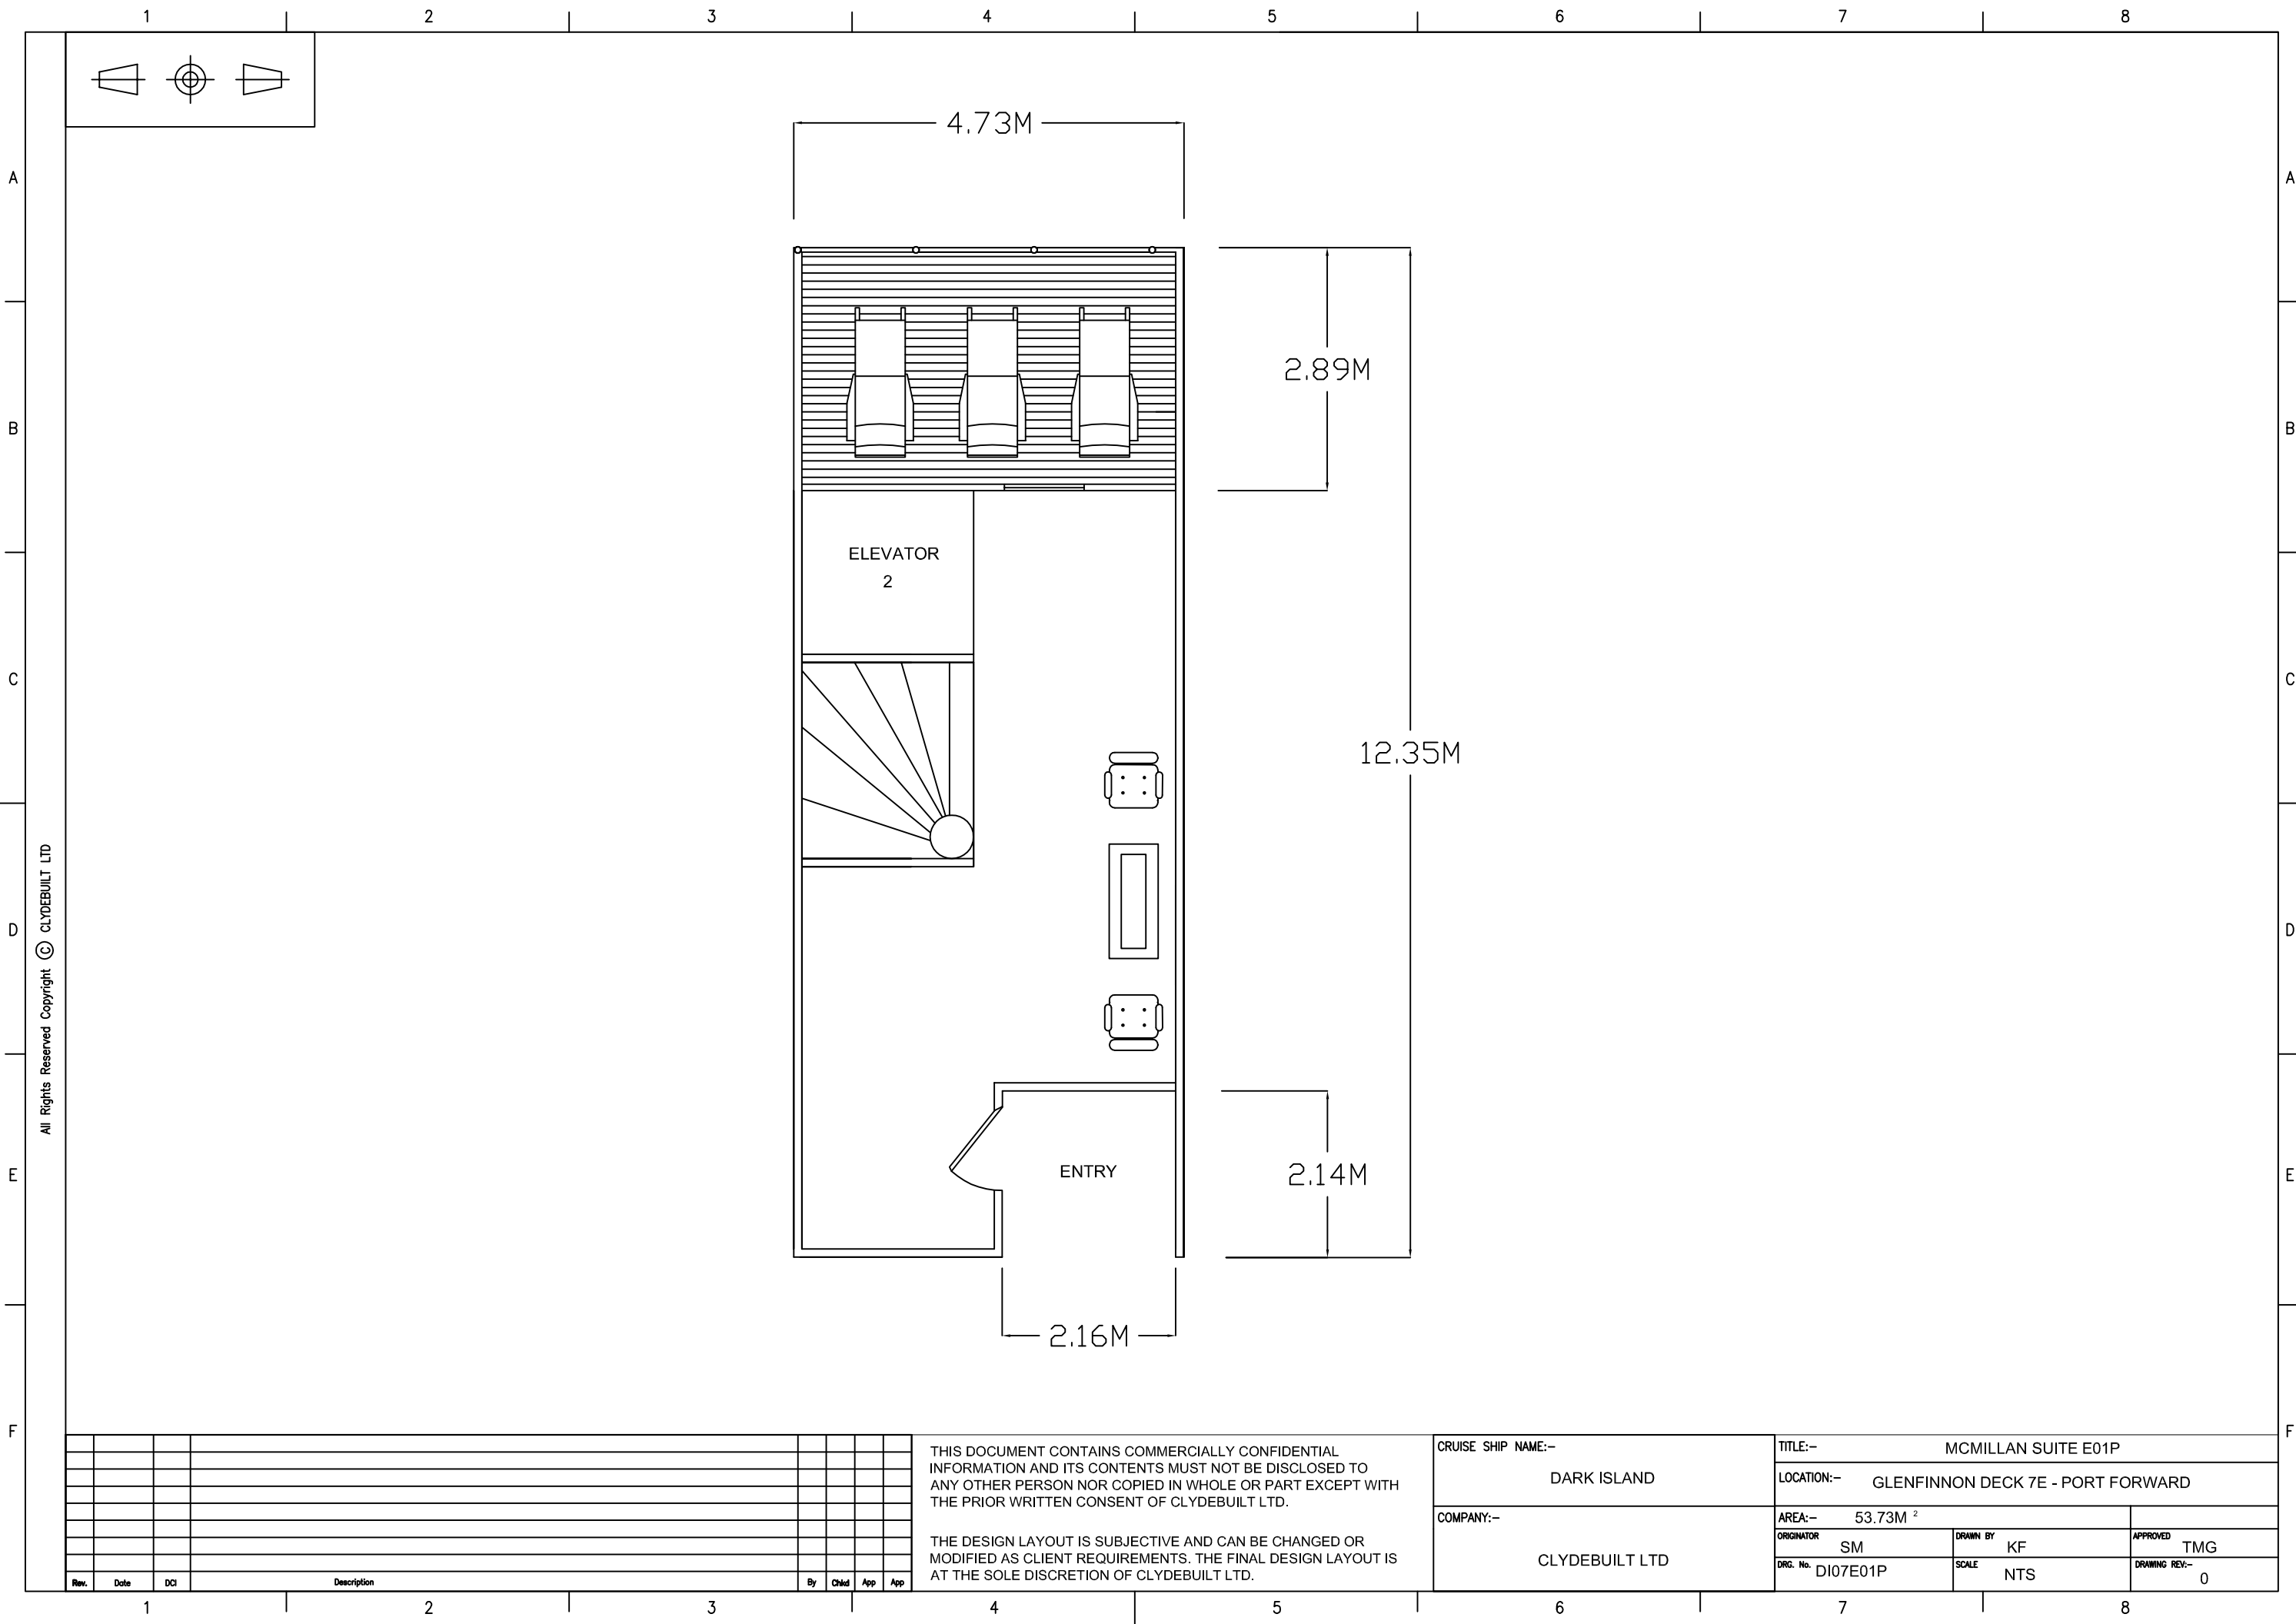 1 2 3 4 5 6 7 8
4.73M
A A
2.89M
B B
ELEVATOR
2
C C
12.35M
All Rights Reserved Copyright © CLYDEBUILT LTD
D D
E E
ENTRY
2.14M
2.16M
F F
Rev. Date DCI Description By Chkd App App
THIS DOCUMENT CONTAINS COMMERCIALLY CONFIDENTIAL
INFORMATION AND ITS CONTENTS MUST NOT BE DISCLOSED TO
ANY OTHER PERSON NOR COPIED IN WHOLE OR PART EXCEPT WITH
THE PRIOR WRITTEN CONSENT OF CLYDEBUILT LTD.
THE DESIGN LAYOUT IS SUBJECTIVE AND CAN BE CHANGED OR
MODIFIED AS CLIENT REQUIREMENTS. THE FINAL DESIGN LAYOUT IS
AT THE SOLE DISCRETION OF CLYDEBUILT LTD.
CRUISE SHIP NAME:-
DARK ISLAND
COMPANY:-
CLYDEBUILT LTD
TITLE:- MCMILLAN SUITE E01P
LOCATION:- GLENFINNON DECK 7E - PORT FORWARD
AREA:- 53.73M ²
ORIGINATOR SM DRAWN BY KF APPROVED TMG
DRG. No. DI07E01P SCALE NTS DRAWING REV:- 0
1 2 3 4 5 6 7 8